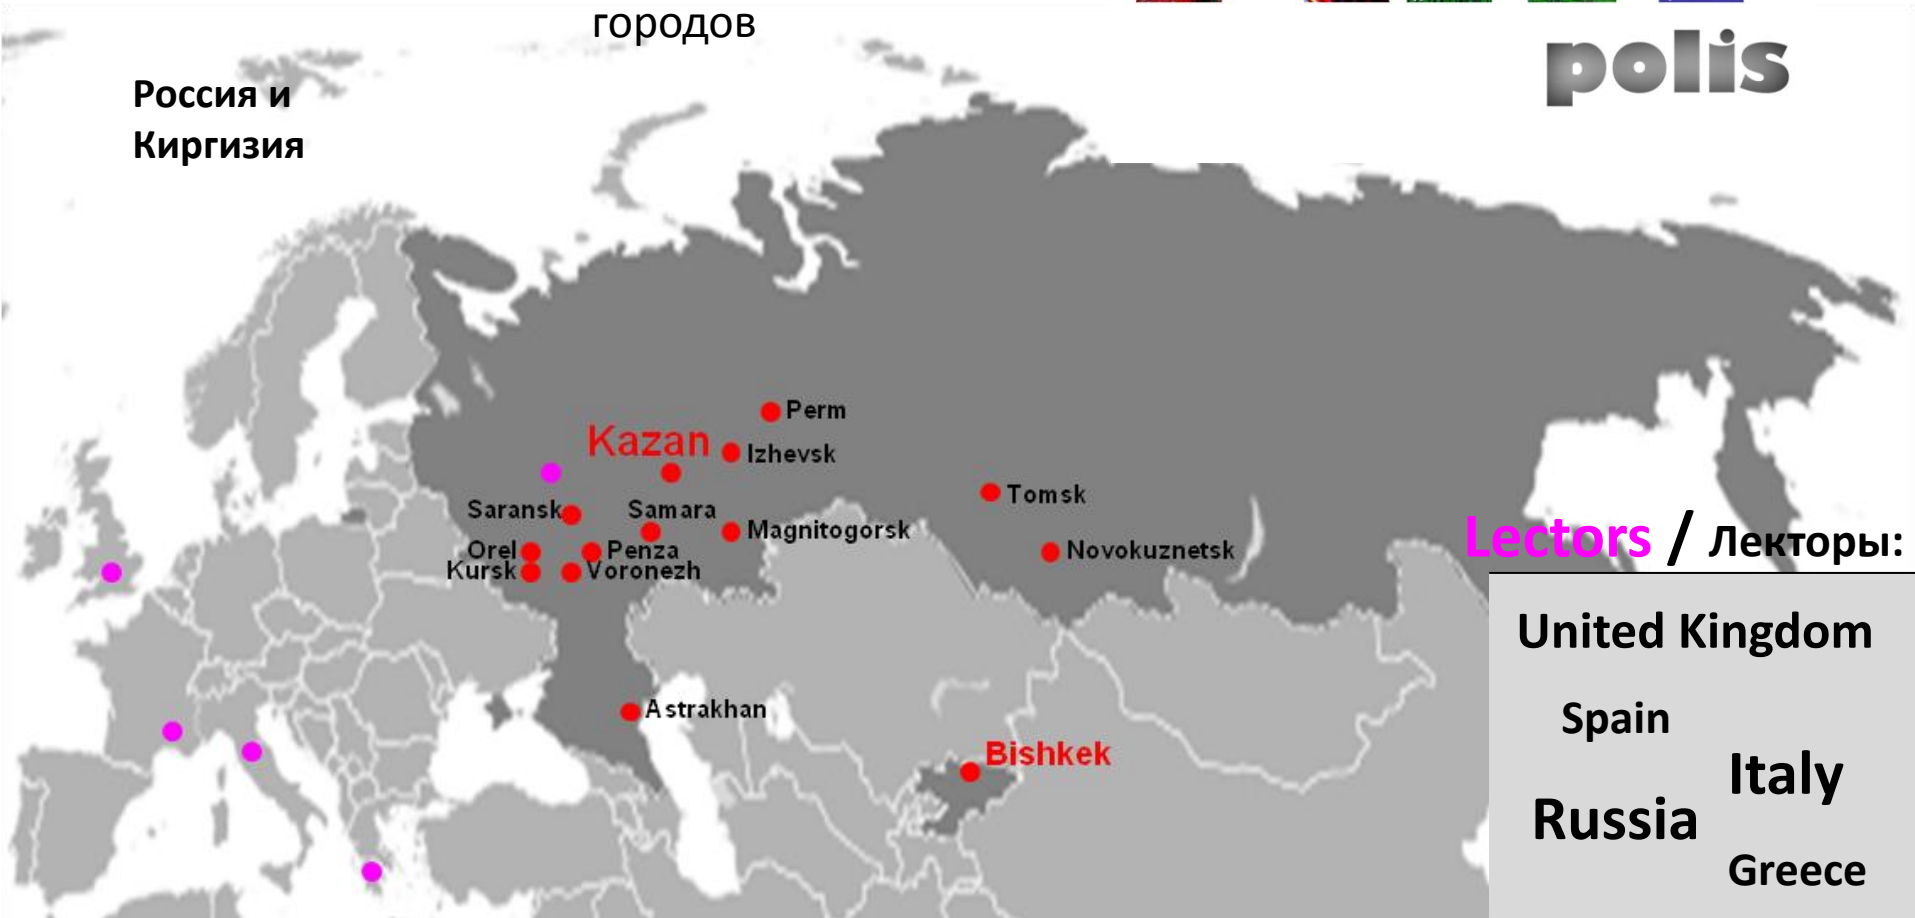 городов
polis
Россия и
Киргизия
Perm
Kazan
Izhevsk
Tomsk
Saransk
Samara
Magnitogorsk
Orel
Penza
Novokuznetsk
Kursk
Voronezh
Lectors / Лекторы:
United Kingdom
Spain
Astrakhan
Bishkek
Italy
Russia
Greece